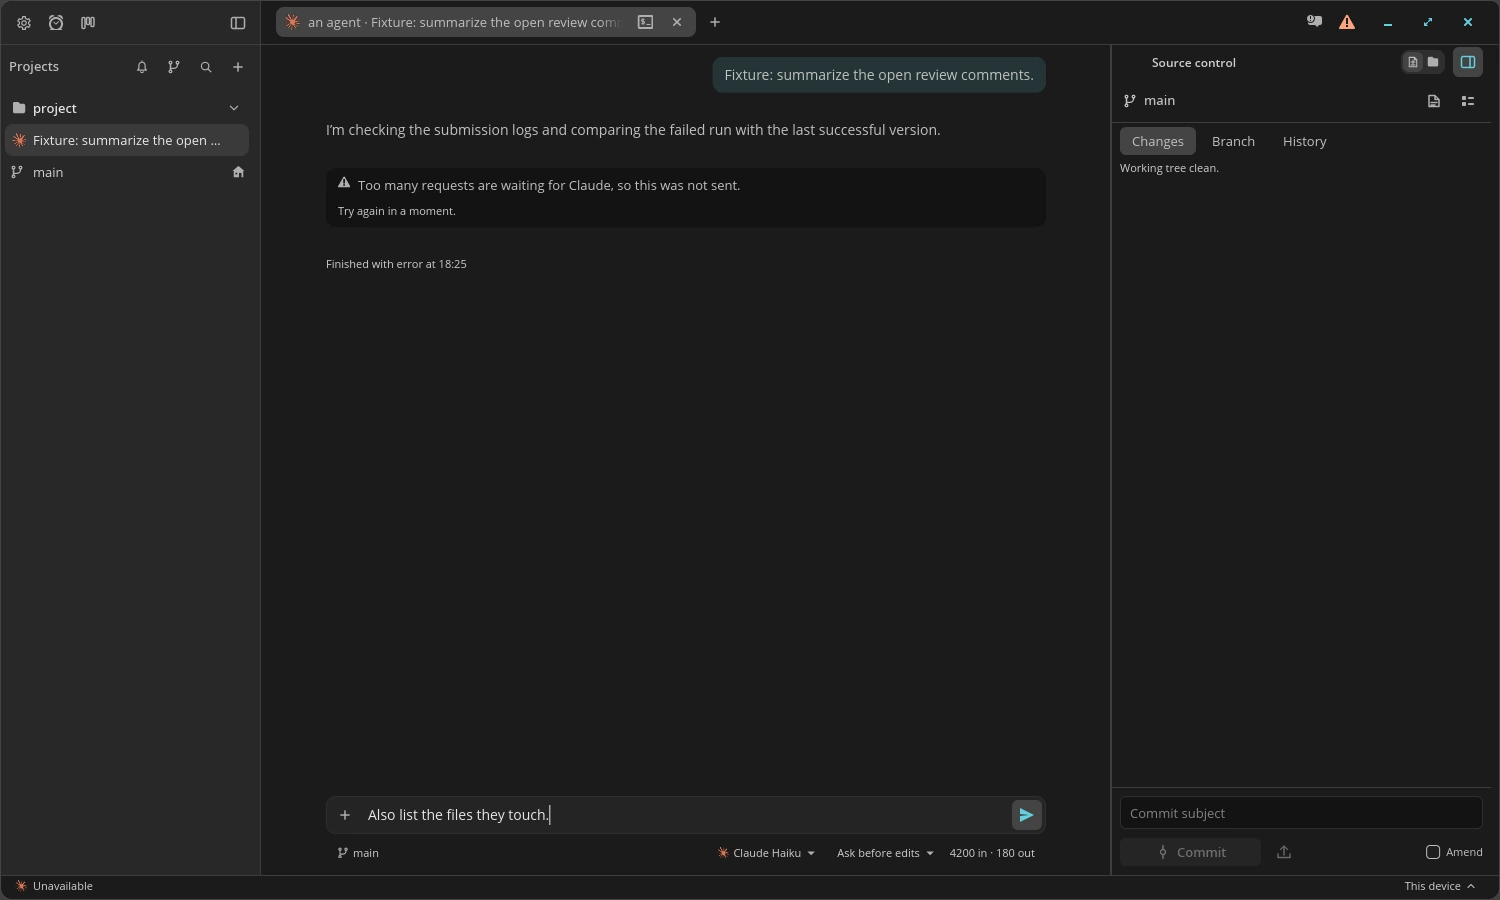 an agent · Fixture: summarize the open review com
Projects
project
Fixture: summarize the open ...
main
Fixture: summarize the open review comments.
I'm checking the submission logs and comparing the failed run with the last successful version.
Too many requests are waiting for Claude, so this was not sent.
Try again in a moment.
Finished with error at 18:25
Also list the files they touch.
main
Claude Haiku
Ask before edits
4200 in · 180 out
Source control
main
Changes
Branch
History
Working tree clean.
Commit subject
Commit
Amend
Unavailable
This device